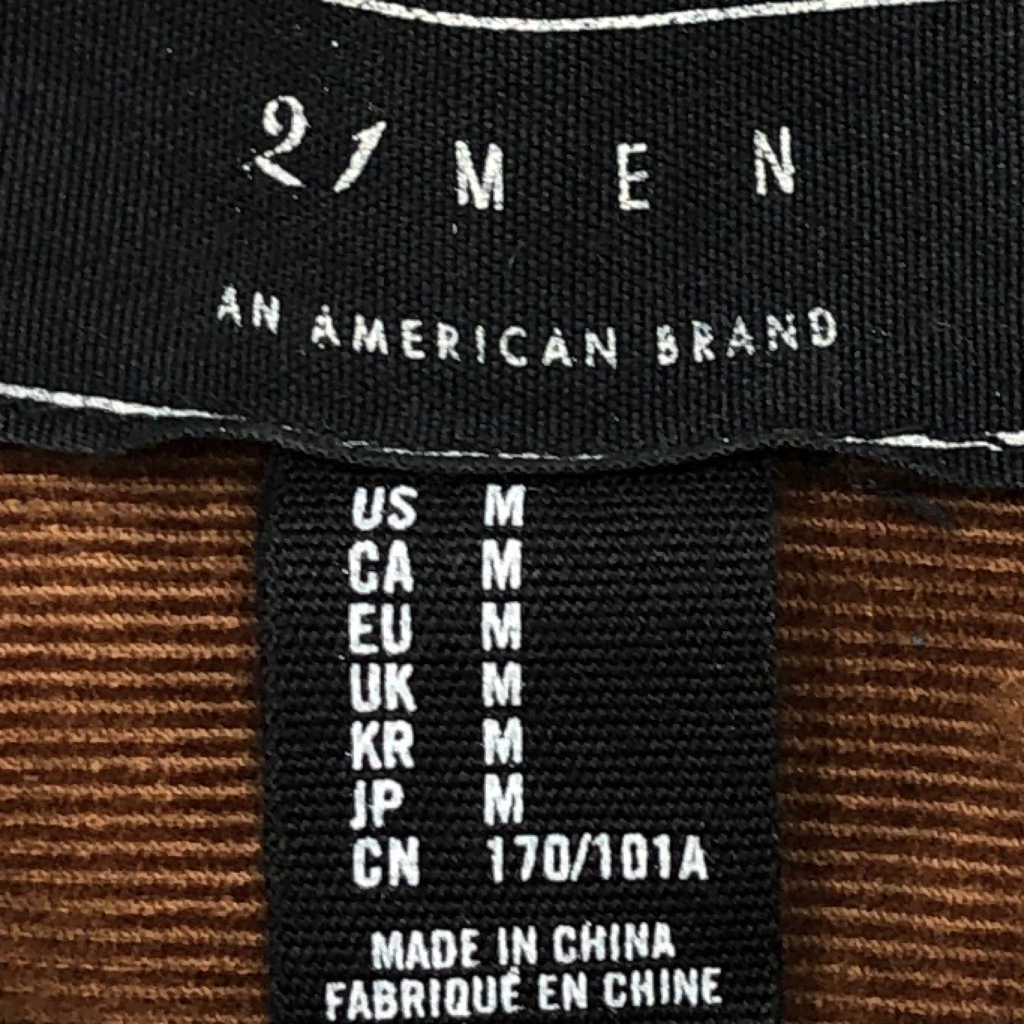 21 MEN
AN AMERICAN BRAND
US M
CA M
EU M
UK M
KR M
JP M
CN 170/101A
MADE IN CHINA
FABRIQUÉ EN CHINE